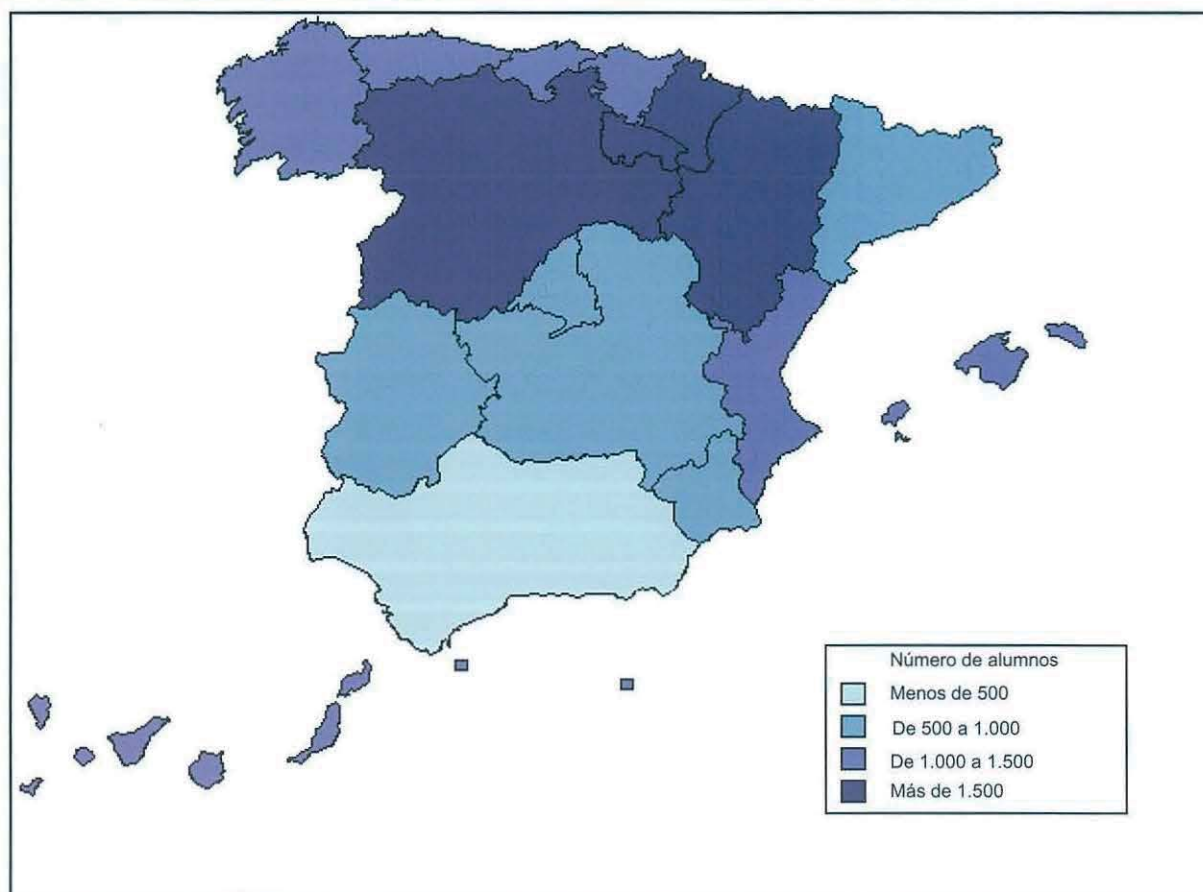 Número de alumnos
Menos de 500
De 500 a 1.000
De 1.000 a 1.500
Más de 1.500